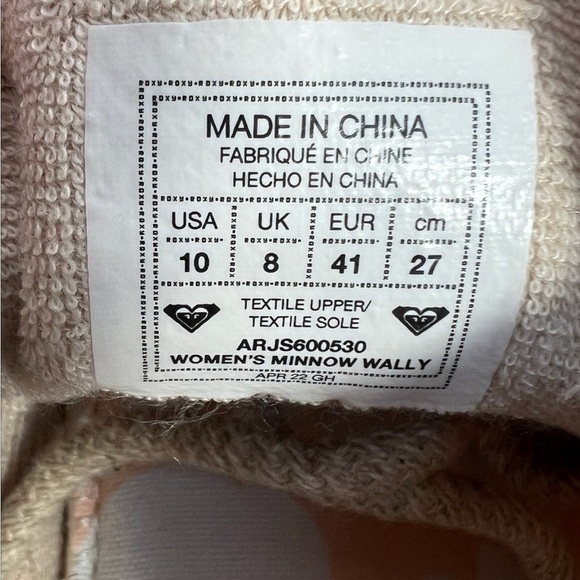 MADE IN CHINA
FABRIQUÉ EN CHINE
HECHO EN CHINA
USA UK EUR cm
10 8 41 27
TEXTILE UPPER/
TEXTILE SOLE
ARJS600530
WOMEN'S MINNOW WALLY
APR 22 GH